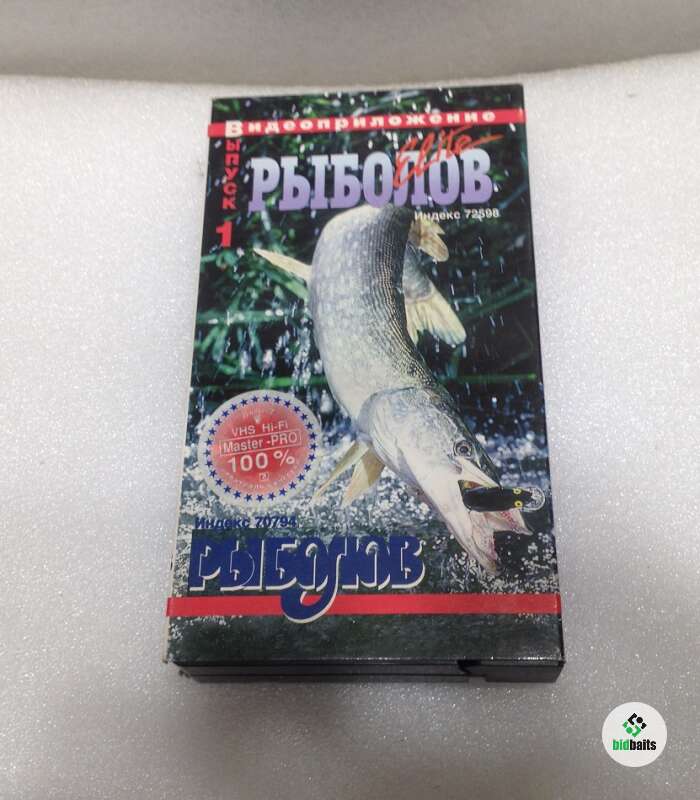 Видеоприложение
Выпуск
1
РЫБОЛОВ
Elite
Индекс 72598
VHS Hi-Fi
Master-PRO
100 %
Индекс 70794
РЫБОЛОВ
bidbaits